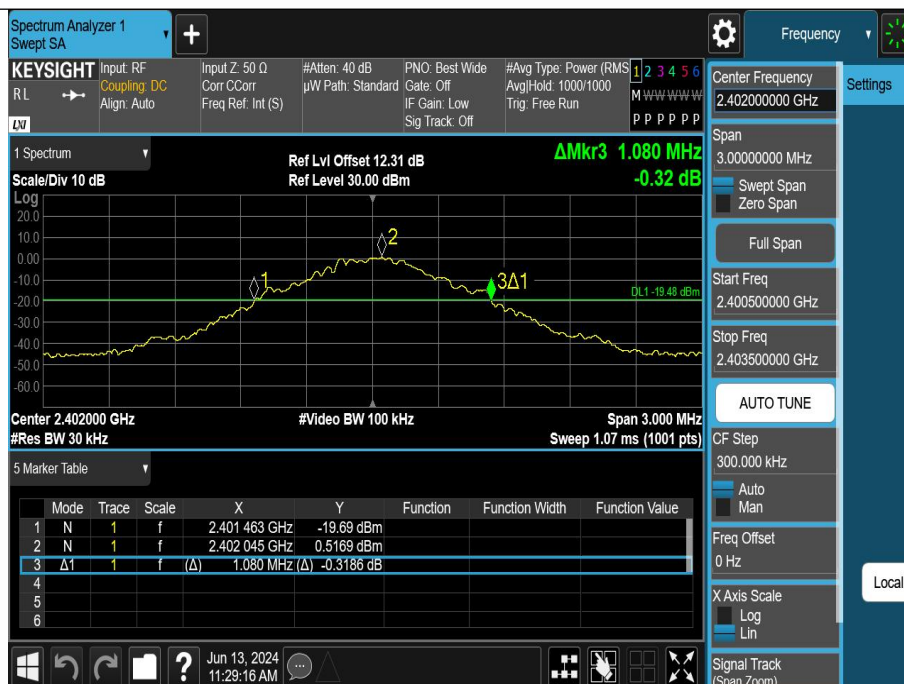 Spectrum Analyzer 1
Swept SA
+
Frequency
KEYSIGHT
RL
LXI
Input: RF
Coupling: DC
Align: Auto
Input Z: 50 Ω
Corr CCorr
Freq Ref: Int (S)
#Atten: 40 dB
µW Path: Standard
PNO: Best Wide
Gate: Off
IF Gain: Low
Sig Track: Off
#Avg Type: Power (RMS
Avg|Hold: 1000/1000
Trig: Free Run
1 2 3 4 5 6
M W W W W W
P P P P P P
1 Spectrum
Scale/Div 10 dB
Ref Lvl Offset 12.31 dB
Ref Level 30.00 dBm
ΔMkr3 1.080 MHz
-0.32 dB
Log
20.0
10.0
0.00
-10.0
-20.0
-30.0
-40.0
-50.0
-60.0
1
2
3Δ1
DL1 -19.48 dBm
Center 2.402000 GHz
#Res BW 30 kHz
#Video BW 100 kHz
Span 3.000 MHz
Sweep 1.07 ms (1001 pts)
5 Marker Table
Mode Trace Scale X Y Function Function Width Function Value
1 N 1 f 2.401 463 GHz -19.69 dBm
2 N 1 f 2.402 045 GHz 0.5169 dBm
3 Δ1 1 f (Δ) 1.080 MHz (Δ) -0.3186 dB
4
5
6
?
Jun 13, 2024
11:29:16 AM
Center Frequency
2.402000000 GHz
Span
3.00000000 MHz
Swept Span
Zero Span
Full Span
Start Freq
2.400500000 GHz
Stop Freq
2.403500000 GHz
AUTO TUNE
CF Step
300.000 kHz
Auto
Man
Freq Offset
0 Hz
X Axis Scale
Log
Lin
Signal Track
(Span Zoom)
Settings
Local